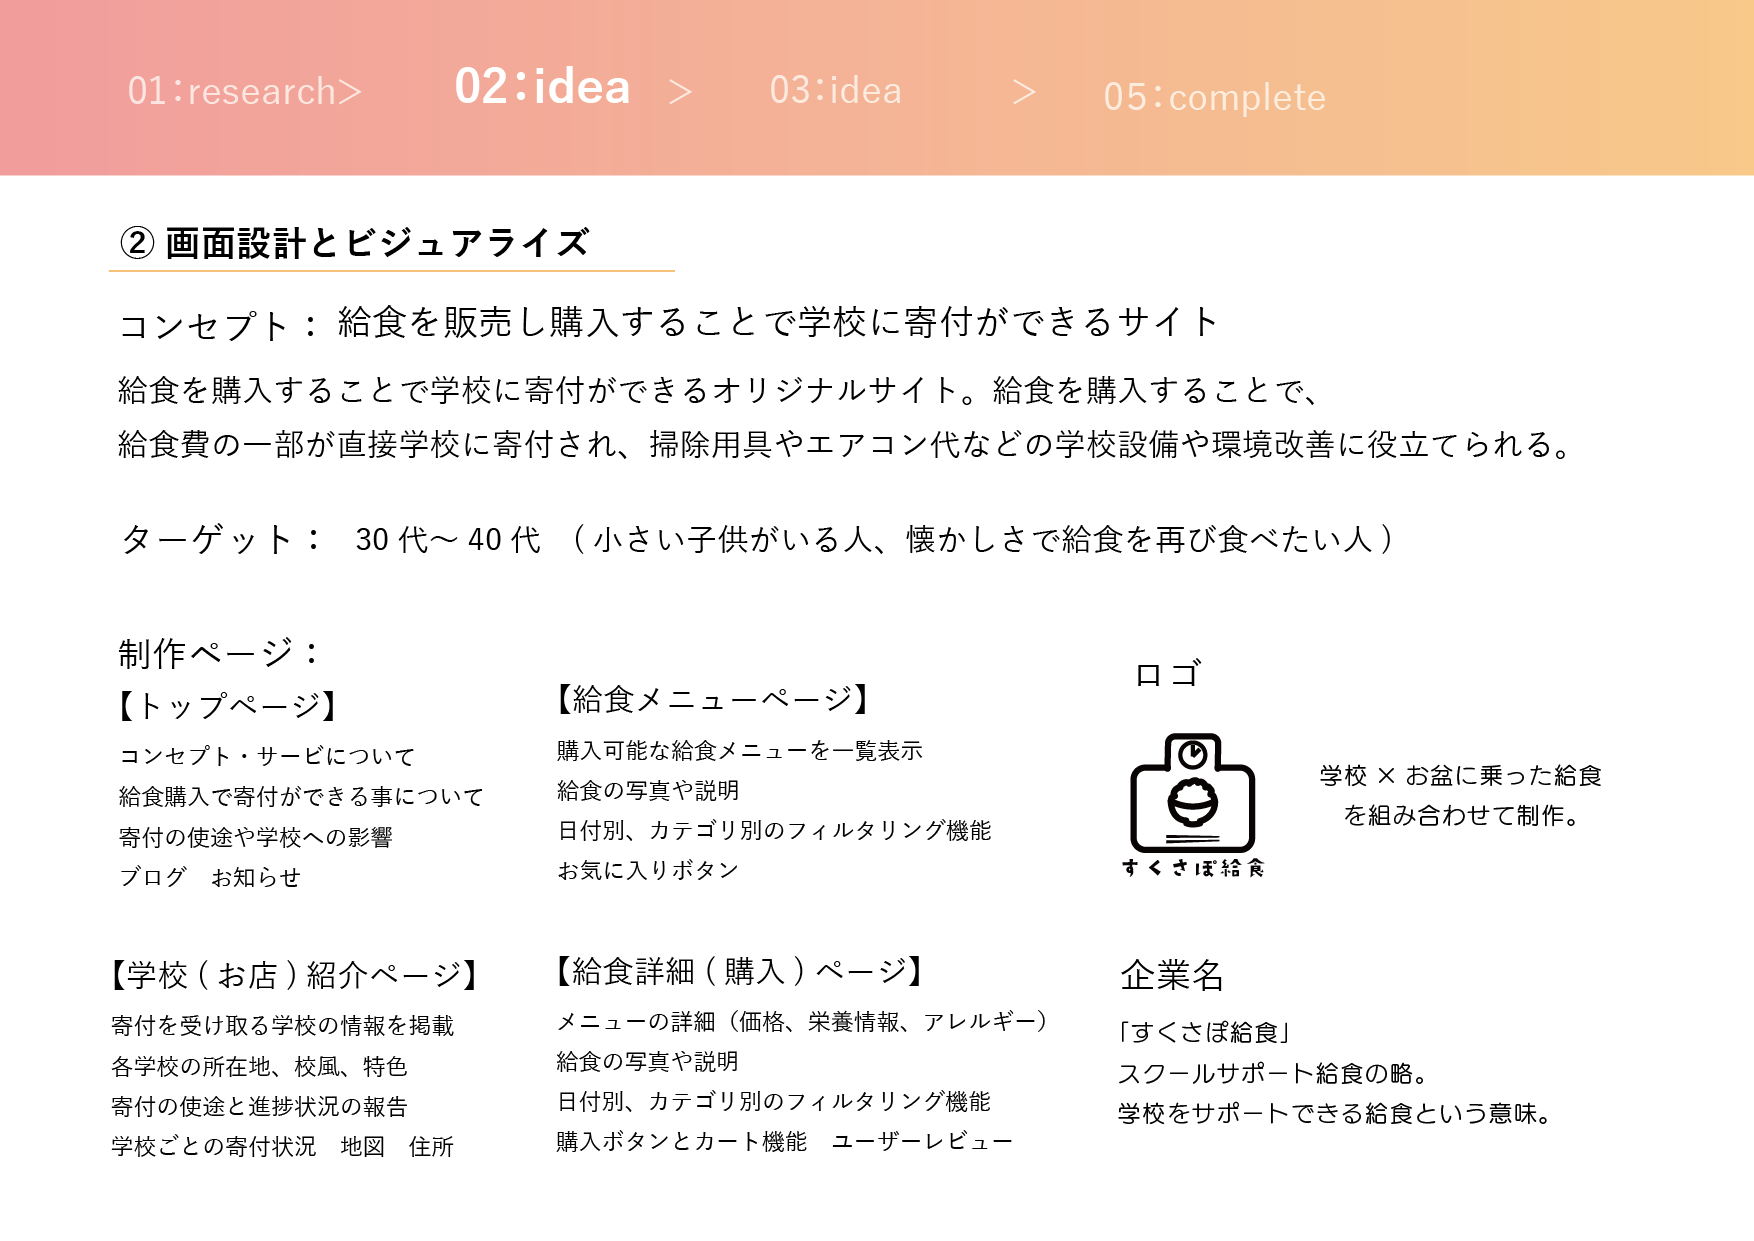 01:research>
02:idea
>
03:idea
>
05:complete
② 画面設計とビジュアライズ
コンセプト： 給食を販売し購入することで学校に寄付ができるサイト
給食を購入することで学校に寄付ができるオリジナルサイト。給食を購入することで、
給食費の一部が直接学校に寄付され、掃除用具やエアコン代などの学校設備や環境改善に役立てられる。
ターゲット： 30 代〜 40 代 ( 小さい子供がいる人、懐かしさで給食を再び食べたい人 )
制作ページ：
【トップページ】
コンセプト・サービについて
給食購入で寄付ができる事について
寄付の使途や学校への影響
ブログ　お知らせ
【給食メニューページ】
購入可能な給食メニューを一覧表示
給食の写真や説明
日付別、カテゴリ別のフィルタリング機能
お気に入りボタン
ロゴ
すくさぽ給食
学校 × お盆に乗った給食
を組み合わせて制作。
【学校 ( お店 ) 紹介ページ】
寄付を受け取る学校の情報を掲載
各学校の所在地、校風、特色
寄付の使途と進捗状況の報告
学校ごとの寄付状況　地図　住所
【給食詳細 ( 購入 ) ページ】
メニューの詳細（価格、栄養情報、アレルギー）
給食の写真や説明
日付別、カテゴリ別のフィルタリング機能
購入ボタンとカート機能　ユーザーレビュー
企業名
「すくさぽ給食」
スクールサポート給食の略。
学校をサポートできる給食という意味。